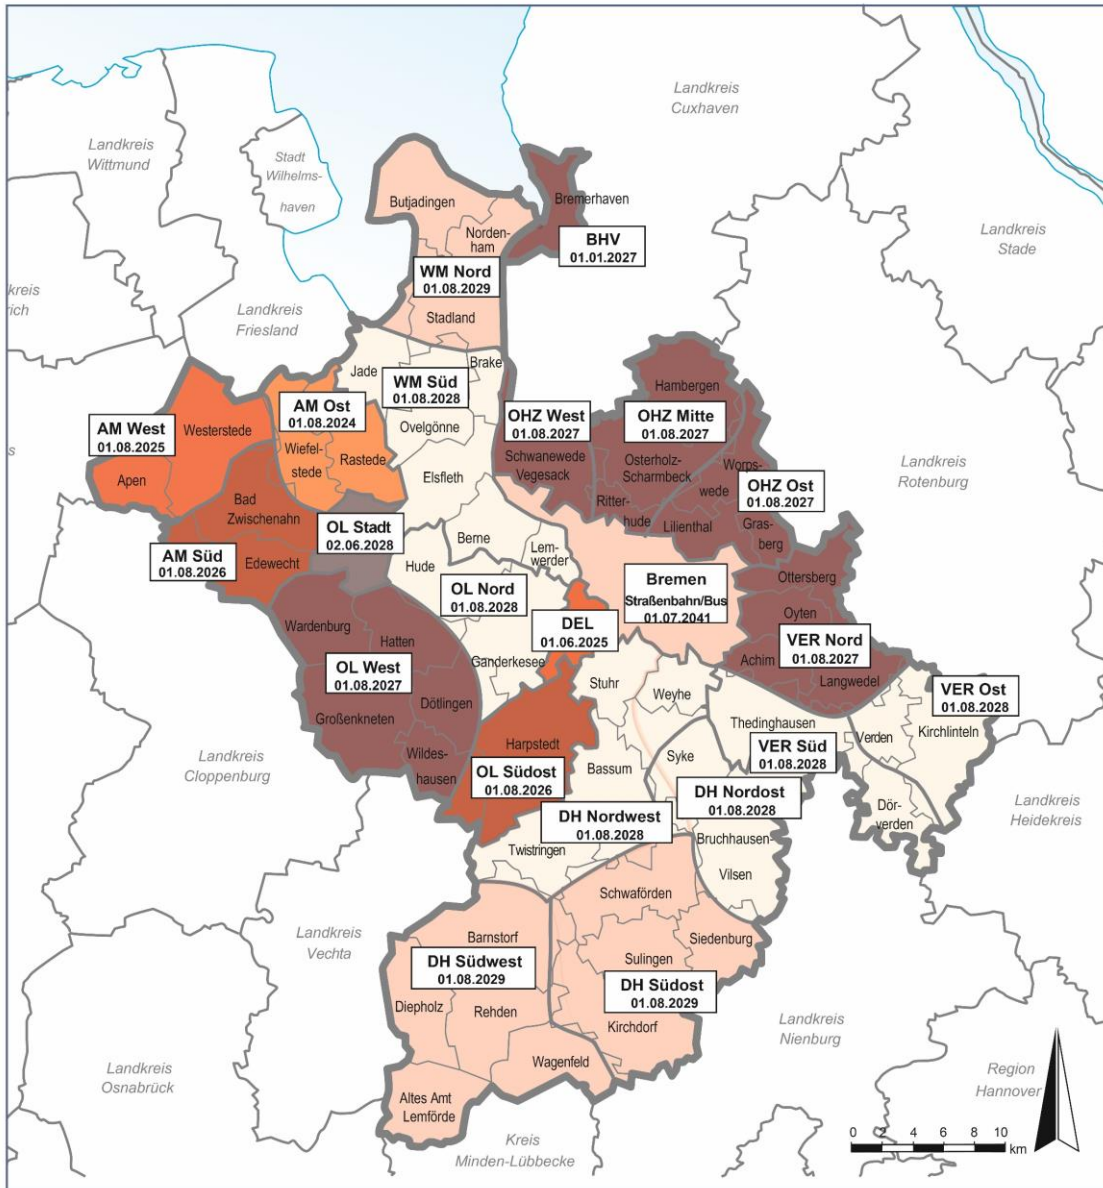 Landkreis
Cuxhaven
Landkreis
Wittmund
Stadt
Wilhelms-
haven
Landkreis
Stade
kreis
rich
Landkreis
Friesland
Butjadingen
Norden-
ham
Bremerhaven
BHV
01.01.2027
WM Nord
01.08.2029
Stadland
Jade
Brake
WM Süd
01.08.2028
Ovelgönne
Elsfleth
AM West
01.08.2025
Westerstede
Apen
AM Ost
01.08.2024
Wiefel-
stede
Rastede
OHZ West
01.08.2027
Schwanewede
Vegesack
Hambergen
OHZ Mitte
01.08.2027
Osterholz-
Scharmbeck
Ritter-
hude
Worps-
wede
OHZ Ost
01.08.2027
Lilienthal
Gras-
berg
Landkreis
Rotenburg
s
Bad
Zwischenahn
Edewecht
AM Süd
01.08.2026
OL Stadt
02.06.2028
Berne
Lem-
werder
Hude
OL Nord
01.08.2028
Ganderkesee
DEL
01.06.2025
Bremen
Straßenbahn/Bus
01.07.2041
Ottersberg
Oyten
VER Nord
01.08.2027
Achim
Langwedel
Wardenburg
Hatten
OL West
01.08.2027
Großenkneten
Dötlingen
Wildes-
hausen
Stuhr
Weyhe
Thedinghausen
VER Süd
01.08.2028
VER Ost
01.08.2028
Verden
Kirchlinteln
Dör-
verden
Harpstedt
OL Südost
01.08.2026
Bassum
Syke
DH Nordost
01.08.2028
DH Nordwest
01.08.2028
Twistringen
Bruchhausen-
Vilsen
Landkreis
Cloppenburg
Landkreis
Heidekreis
Schwaförden
Siedenburg
Sulingen
DH Südost
01.08.2029
Kirchdorf
Landkreis
Vechta
Barnstorf
DH Südwest
01.08.2029
Diepholz
Rehden
Wagenfeld
Altes Amt
Lemförde
Landkreis
Nienburg
Landkreis
Osnabrück
Region
Hannover
Kreis
Minden-Lübbecke
0 2 4 6 8 10
km